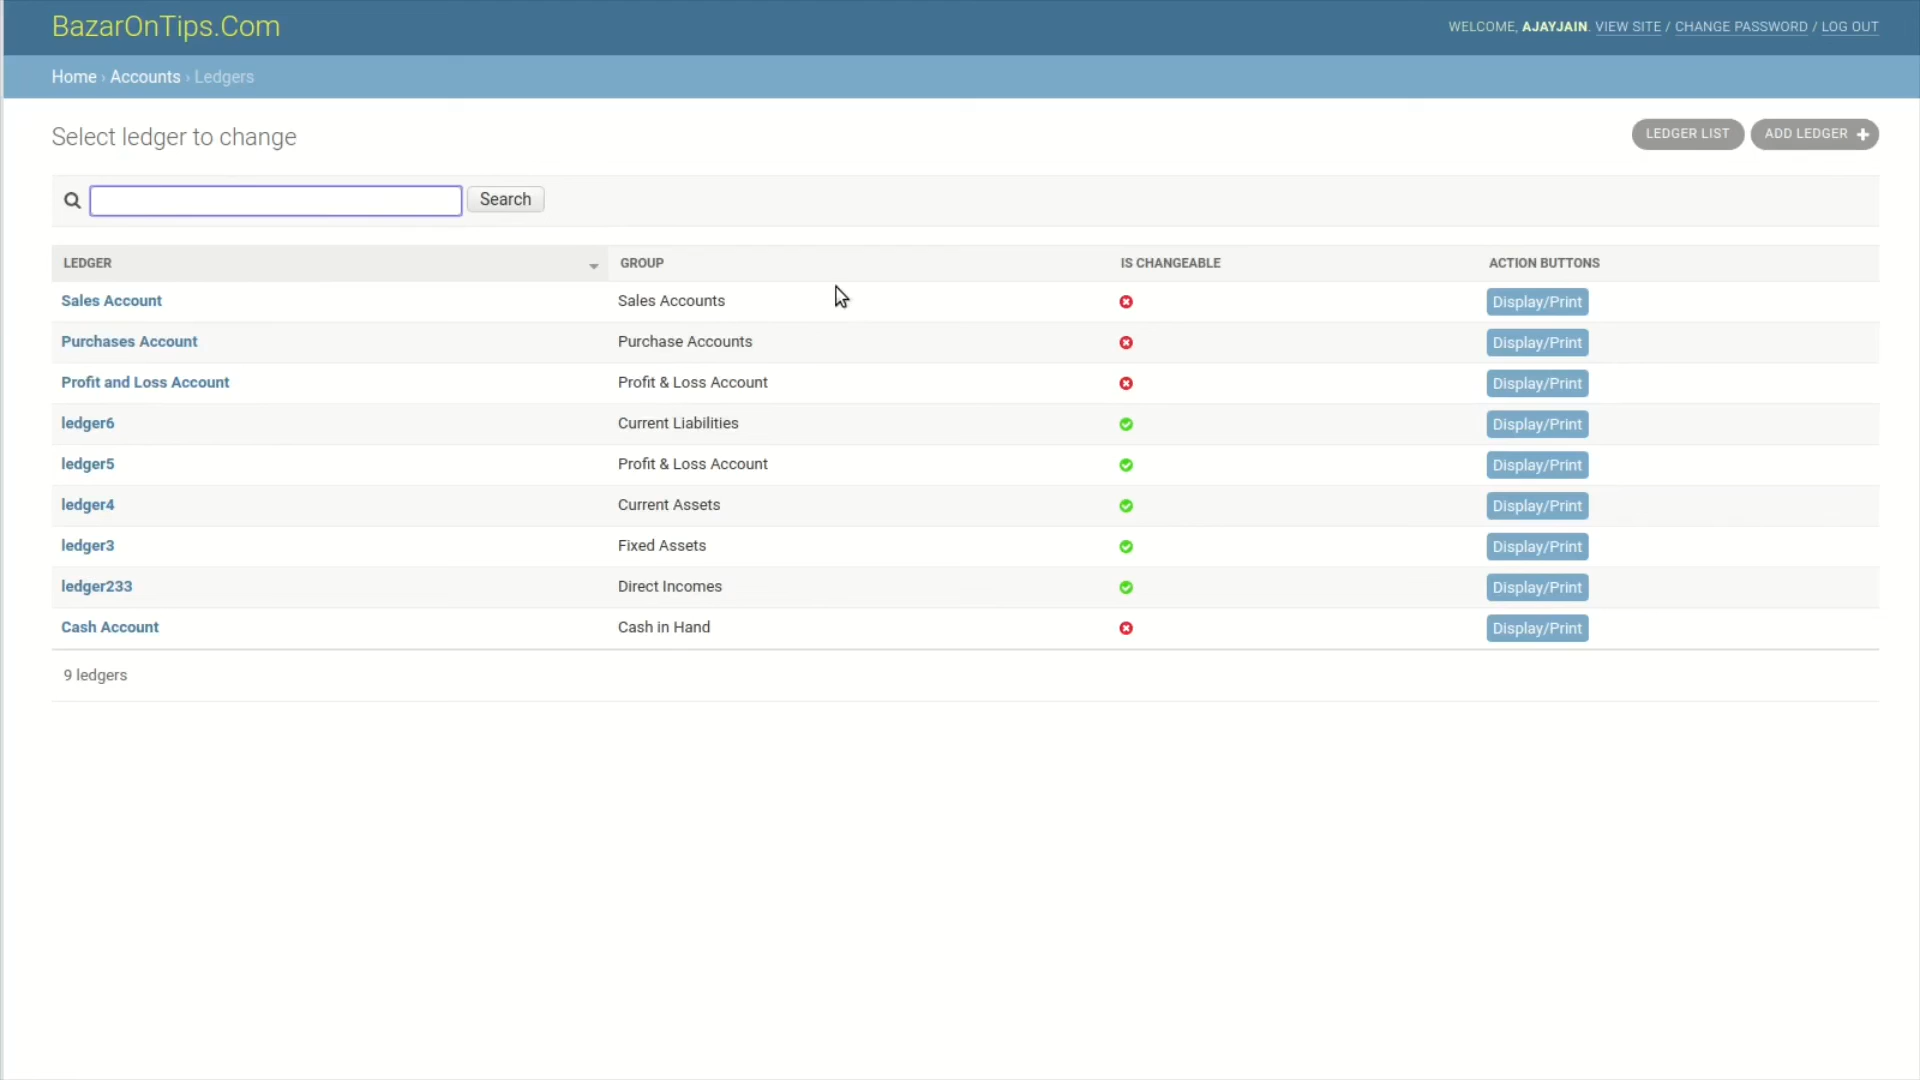 BazarOnTips.Com
WELCOME, AJAYJAIN. VIEW SITE / CHANGE PASSWORD / LOG OUT
Home › Accounts › Ledgers
Select ledger to change
LEDGER LIST
ADD LEDGER
Search
LEDGER GROUP IS CHANGEABLE ACTION BUTTONS
Sales Account Sales Accounts Display/Print
Purchases Account Purchase Accounts Display/Print
Profit and Loss Account Profit & Loss Account Display/Print
ledger6 Current Liabilities Display/Print
ledger5 Profit & Loss Account Display/Print
ledger4 Current Assets Display/Print
ledger3 Fixed Assets Display/Print
ledger233 Direct Incomes Display/Print
Cash Account Cash in Hand Display/Print
9 ledgers